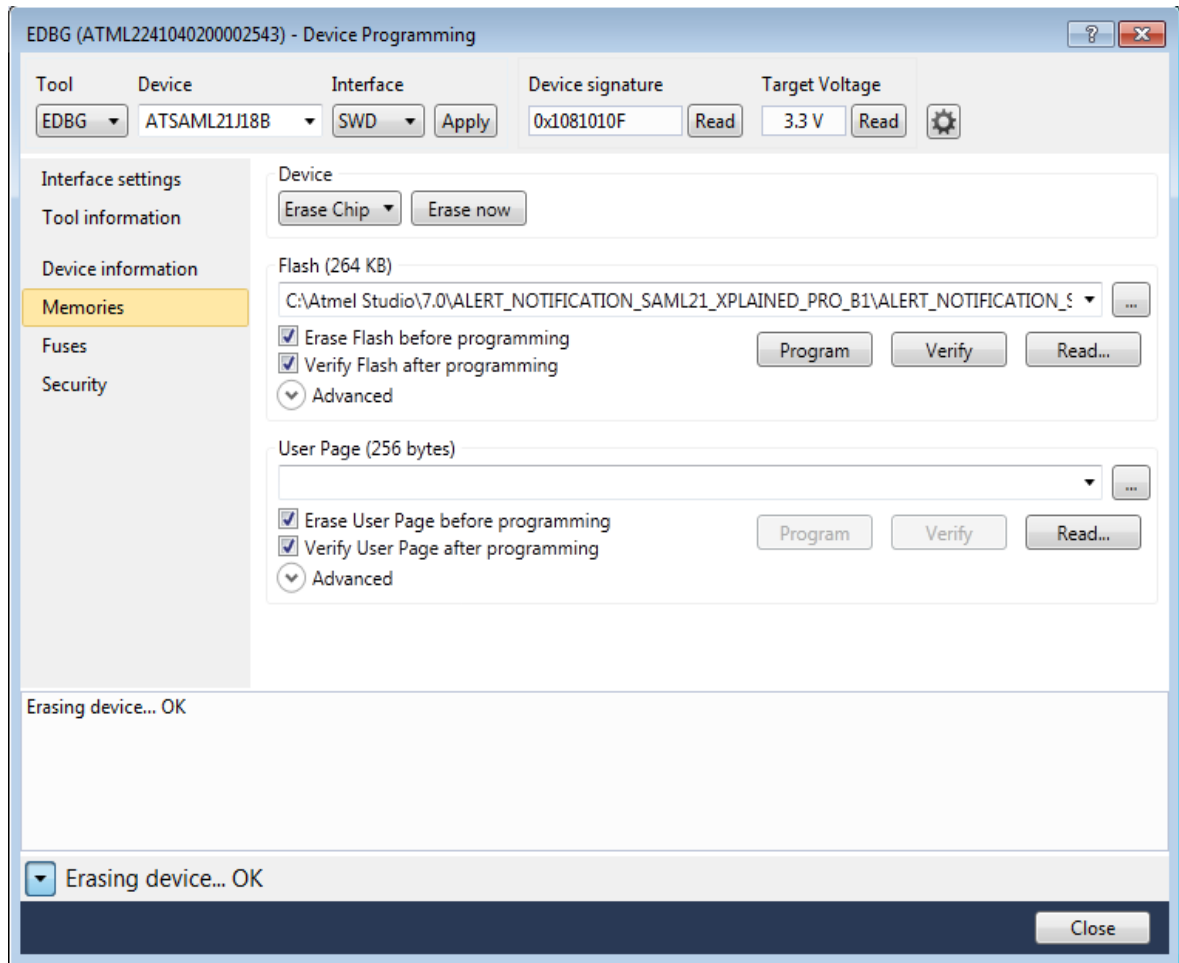 EDBG (ATML2241040200002543) - Device Programming
Tool Device Interface Device signature Target Voltage
EDBG ATSAML21J18B SWD Apply 0x1081010F Read 3.3 V Read
Interface settings
Tool information
Device information
Memories
Fuses
Security
Device
Erase Chip Erase now
Flash (264 KB)
C:\Atmel Studio\7.0\ALERT_NOTIFICATION_SAML21_XPLAINED_PRO_B1\ALERT_NOTIFICATION_S ...
Erase Flash before programming
Verify Flash after programming
Program Verify Read...
Advanced
User Page (256 bytes)
...
Erase User Page before programming
Verify User Page after programming
Program Verify Read...
Advanced
Erasing device... OK
Erasing device... OK
Close